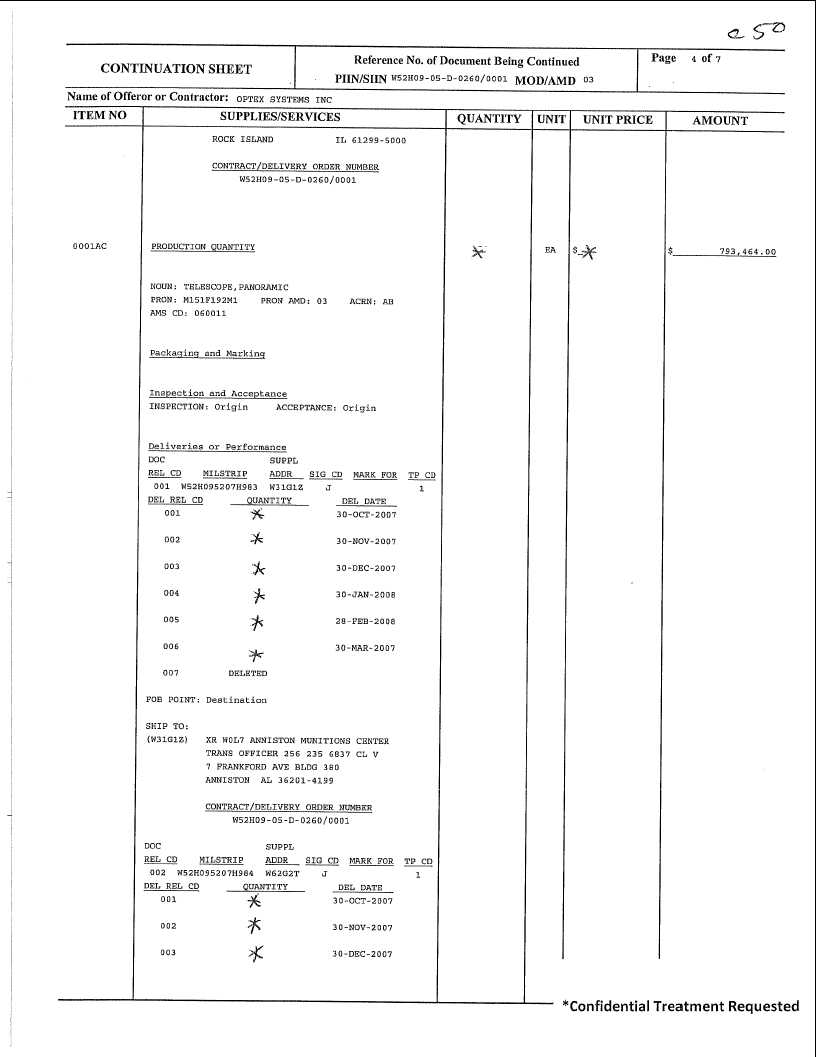 c 50
CONTINUATION SHEET
Reference No. of Document Being Continued
PIIN/SIIN W52H09-05-D-0260/0001 MOD/AMD 03
Page 4 of 7
Name of Offeror or Contractor: OPTEX SYSTEMS INC
ITEM NO SUPPLIES/SERVICES QUANTITY UNIT UNIT PRICE AMOUNT
ROCK ISLAND IL 61299-5000
CONTRACT/DELIVERY ORDER NUMBER
W52H09-05-D-0260/0001
0001AC PRODUCTION QUANTITY * EA $ * $ 793,464.00
NOUN: TELESCOPE,PANORAMIC
PRON: M151F192M1 PRON AMD: 03 ACRN: AB
AMS CD: 060011
Packaging and Marking
Inspection and Acceptance
INSPECTION: Origin ACCEPTANCE: Origin
Deliveries or Performance
DOC SUPPL
REL CD MILSTRIP ADDR SIG CD MARK FOR TP CD
001 W52H095207H983 W31G1Z J 1
DEL REL CD QUANTITY DEL DATE
001 * 30-OCT-2007
002 * 30-NOV-2007
003 * 30-DEC-2007
004 * 30-JAN-2008
005 * 28-FEB-2008
006 * 30-MAR-2007
007 DELETED
FOB POINT: Destination
SHIP TO:
(W31G1Z) XR W0L7 ANNISTON MUNITIONS CENTER
TRANS OFFICER 256 235 6837 CL V
7 FRANKFORD AVE BLDG 380
ANNISTON AL 36201-4199
CONTRACT/DELIVERY ORDER NUMBER
W52H09-05-D-0260/0001
DOC SUPPL
REL CD MILSTRIP ADDR SIG CD MARK FOR TP CD
002 W52H095207H984 W62G2T J 1
DEL REL CD QUANTITY DEL DATE
001 * 30-OCT-2007
002 * 30-NOV-2007
003 * 30-DEC-2007
*Confidential Treatment Requested